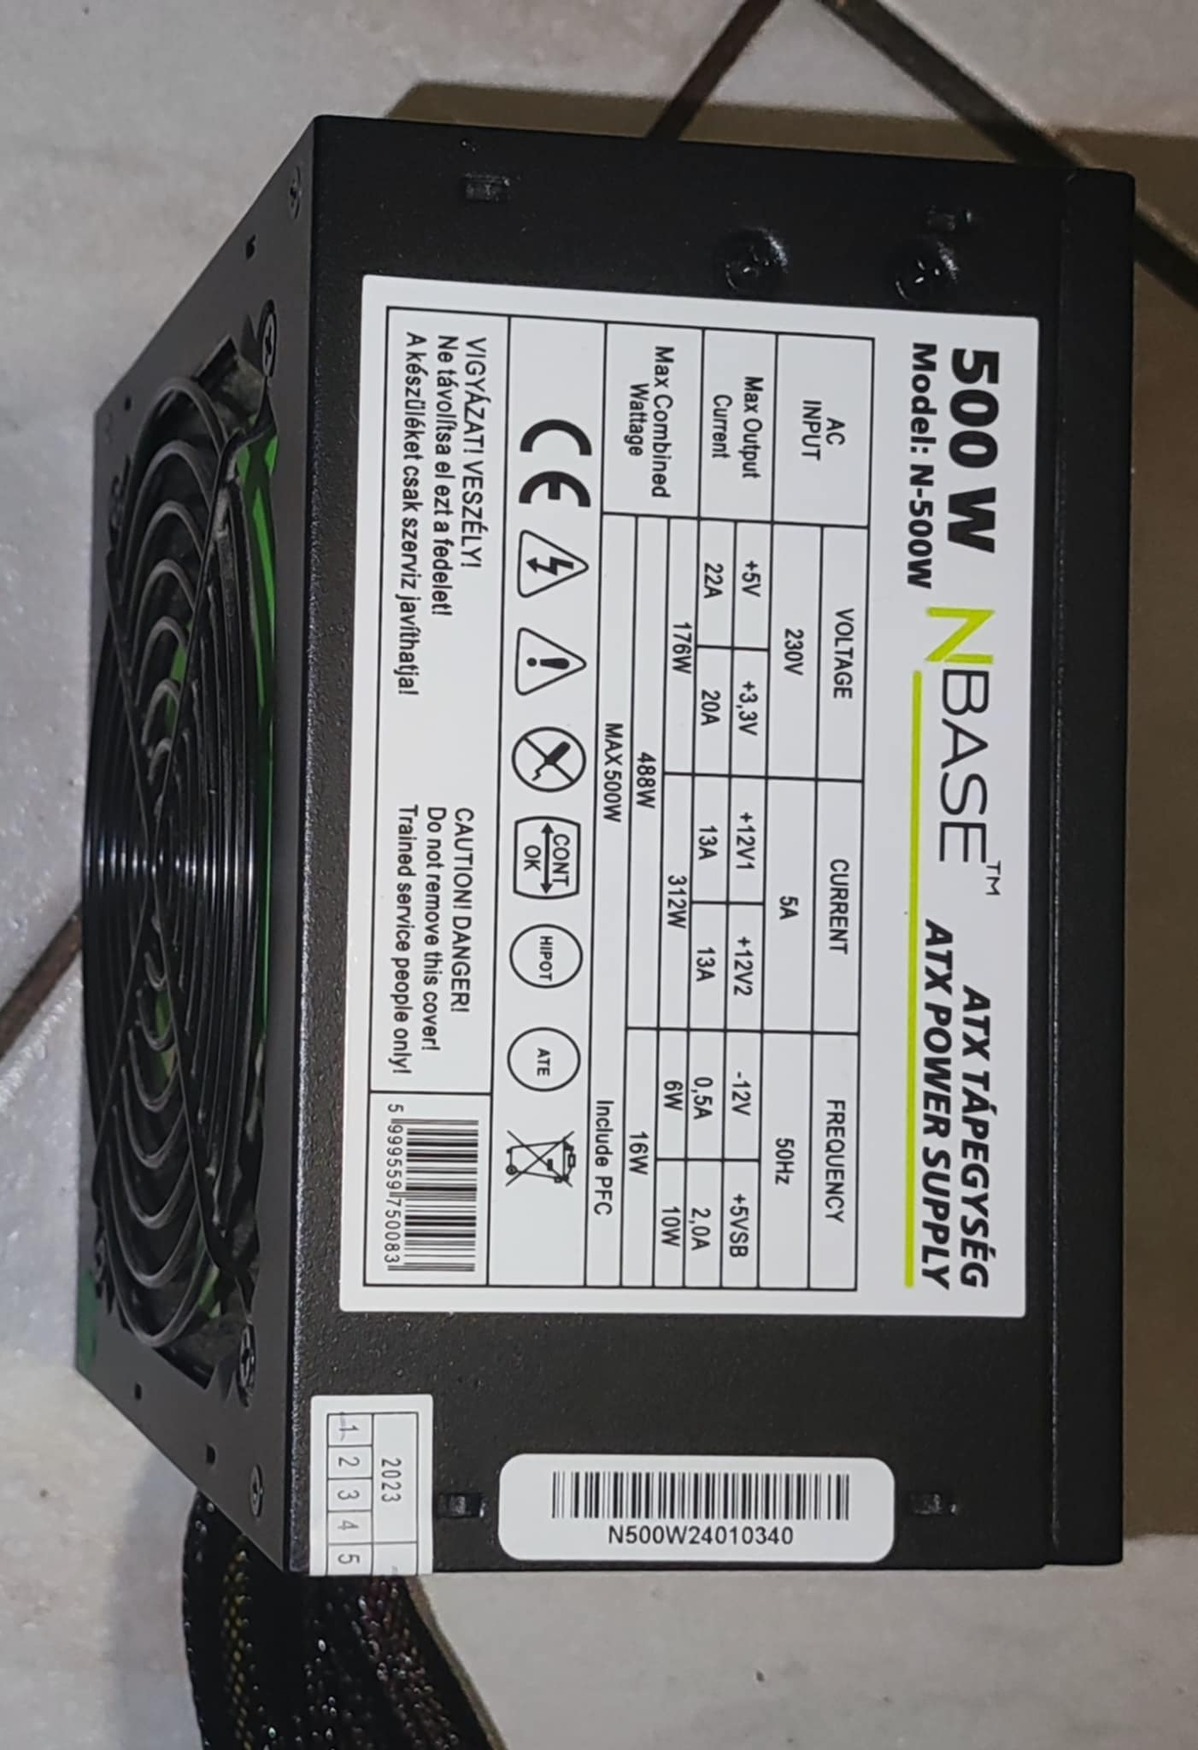 500 W
Model: N-500W
NBASE™
ATX TÁPEGYSÉG
ATX POWER SUPPLY
AC INPUT VOLTAGE CURRENT FREQUENCY
230V 5A 50Hz
Max Output Current +5V +3,3V +12V1 +12V2 -12V +5VSB
22A 20A 13A 13A 0,5A 2,0A
Max Combined Wattage 176W 312W 6W 10W
488W 16W
MAX 500W Include PFC
CE
CONT
OK
HIPOT
ATE
VIGYÁZAT! VESZÉLY!
Ne távolítsa el ezt a fedelet!
A készüléket csak szerviz javíthatja!
CAUTION! DANGER!
Do not remove this cover!
Trained service people only!
5 999559 750083
N500W24010340
2023
1 2 3 4 5